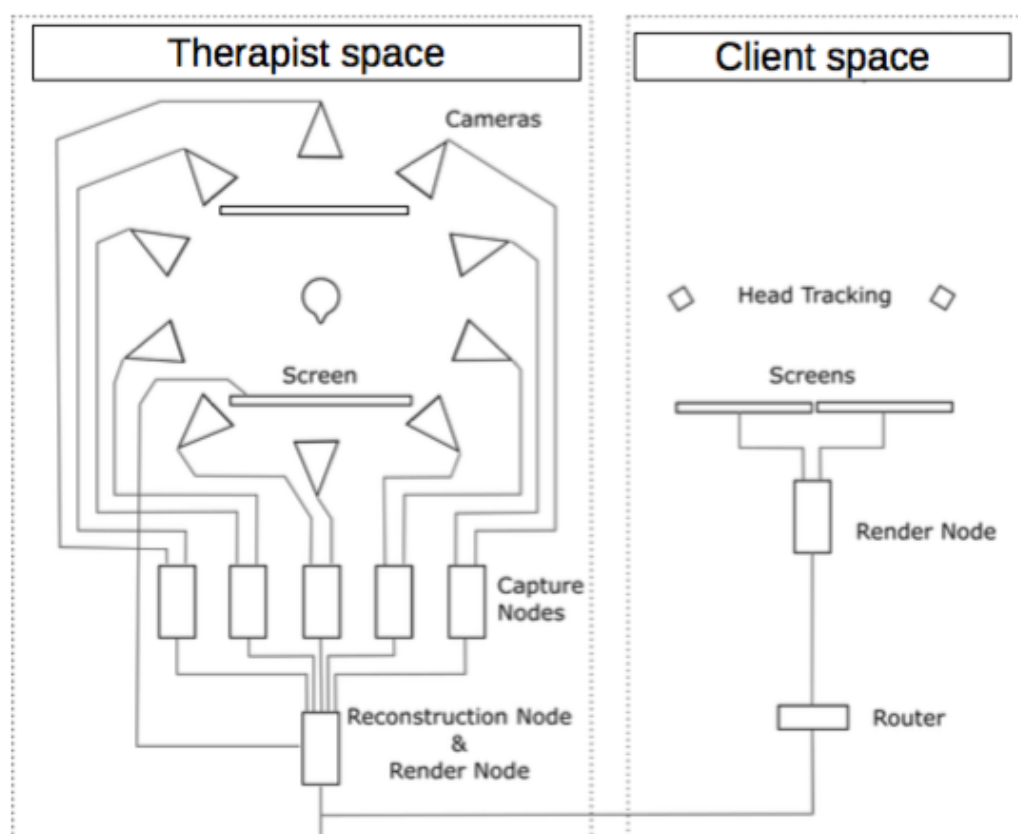 Therapist space
Client space
Cameras
Head Tracking
Screen
Screens
Render Node
Capture
Nodes
Reconstruction Node
&
Render Node
Router